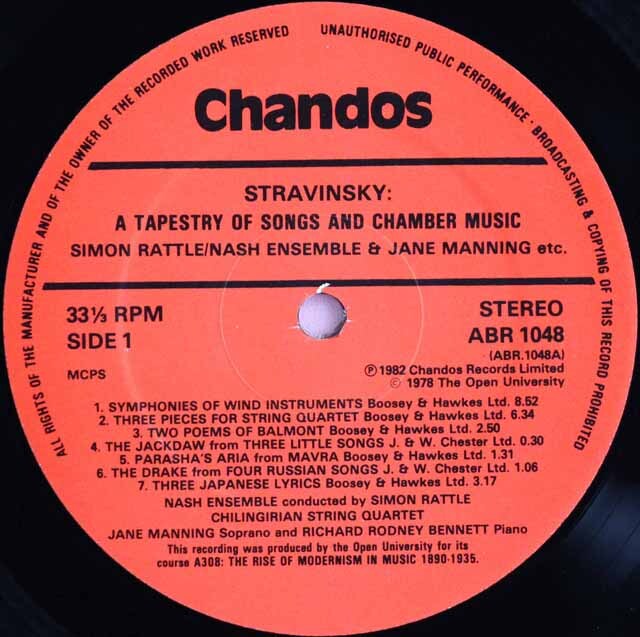 ALL RIGHTS OF THE MANUFACTURER AND OF THE OWNER OF THE RECORDED WORK RESERVED
UNAUTHORISED PUBLIC PERFORMANCE · BROADCASTING & COPYING OF THIS RECORD PROHIBITED
Chandos
STRAVINSKY:
A TAPESTRY OF SONGS AND CHAMBER MUSIC
SIMON RATTLE/NASH ENSEMBLE & JANE MANNING etc.
33⅓ RPM
SIDE 1
MCPS
STEREO
ABR 1048
(ABR.1048A)
℗ 1982 Chandos Records Limited
© 1978 The Open University
1. SYMPHONIES OF WIND INSTRUMENTS Boosey & Hawkes Ltd. 8.52
2. THREE PIECES FOR STRING QUARTET Boosey & Hawkes Ltd. 6.34
3. TWO POEMS OF BALMONT Boosey & Hawkes Ltd. 2.50
4. THE JACKDAW from THREE LITTLE SONGS J. & W. Chester Ltd. 0.30
5. PARASHA'S ARIA from MAVRA Boosey & Hawkes Ltd. 1.31
6. THE DRAKE from FOUR RUSSIAN SONGS J. & W. Chester Ltd. 1.06
7. THREE JAPANESE LYRICS Boosey & Hawkes Ltd. 3.17
NASH ENSEMBLE conducted by SIMON RATTLE
CHILINGIRIAN STRING QUARTET
JANE MANNING Soprano and RICHARD RODNEY BENNETT Piano
This recording was produced by the Open University for its
course A308: THE RISE OF MODERNISM IN MUSIC 1890-1935.